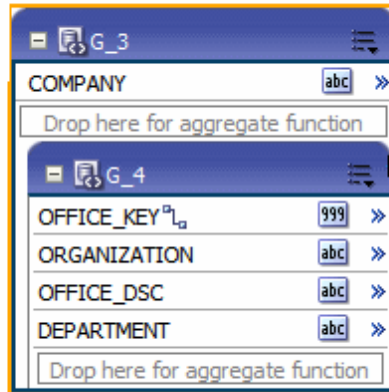 G_3
COMPANY abc »
Drop here for aggregate function
G_4
OFFICE_KEY 999 »
ORGANIZATION abc »
OFFICE_DSC abc »
DEPARTMENT abc »
Drop here for aggregate function